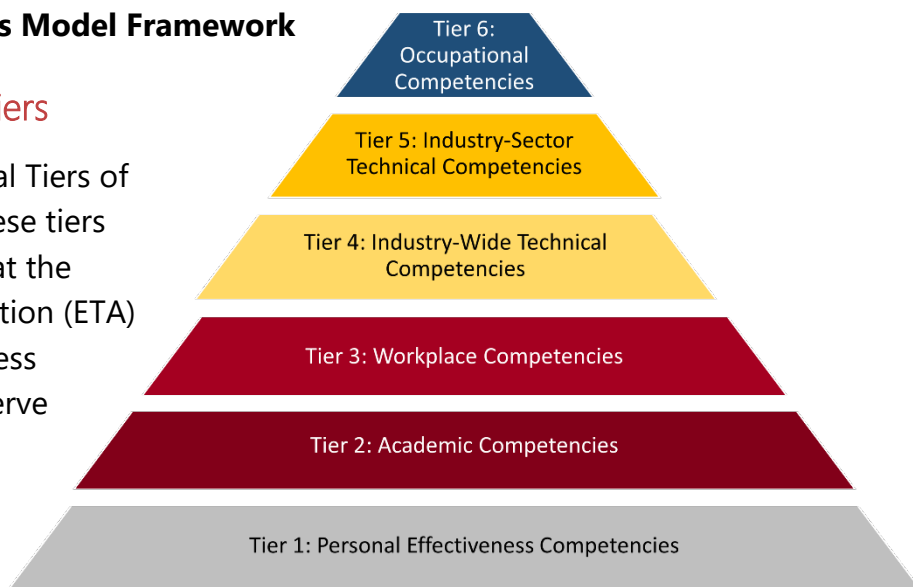 s Model Framework
iers
al Tiers of
ese tiers
at the
tion (ETA)
ess
erve
Tier 6:
Occupational
Competencies
Tier 5: Industry-Sector
Technical Competencies
Tier 4: Industry-Wide Technical
Competencies
Tier 3: Workplace Competencies
Tier 2: Academic Competencies
Tier 1: Personal Effectiveness Competencies